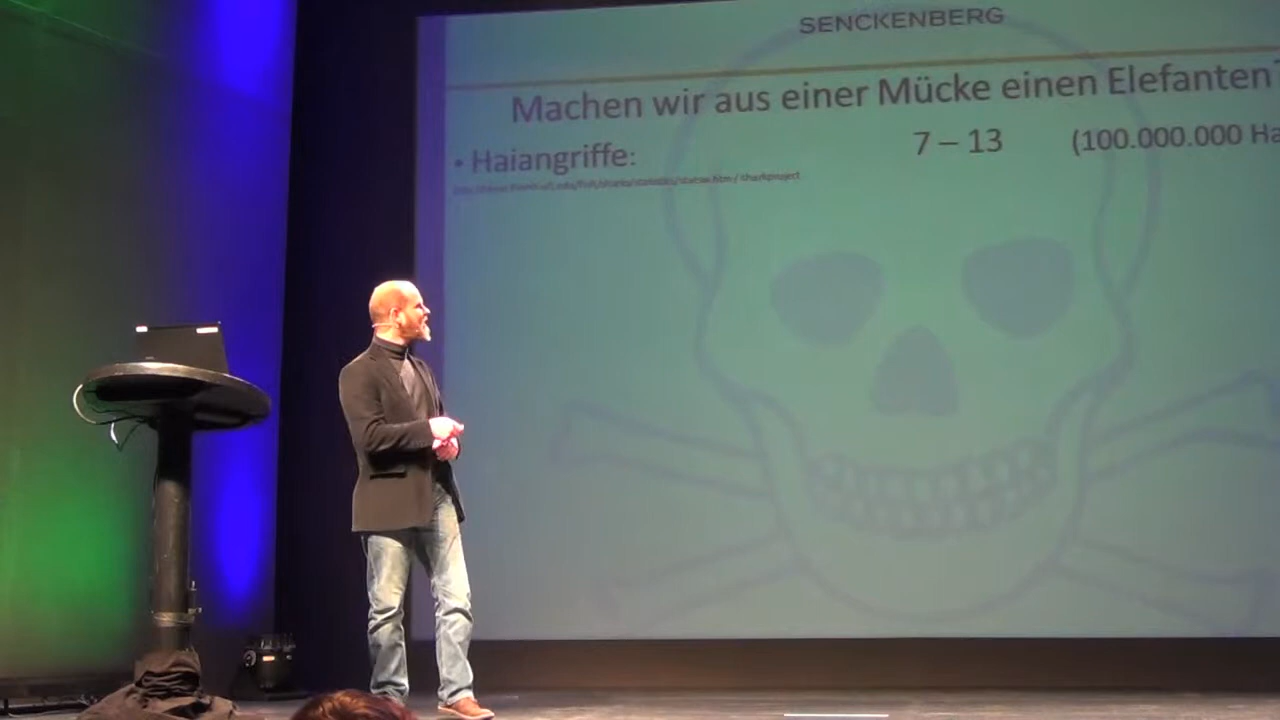 SENCKENBERG
Machen wir aus einer Mücke einen Elefanten?
• Haiangriffe: 7 – 13 (100.000.000 Ha